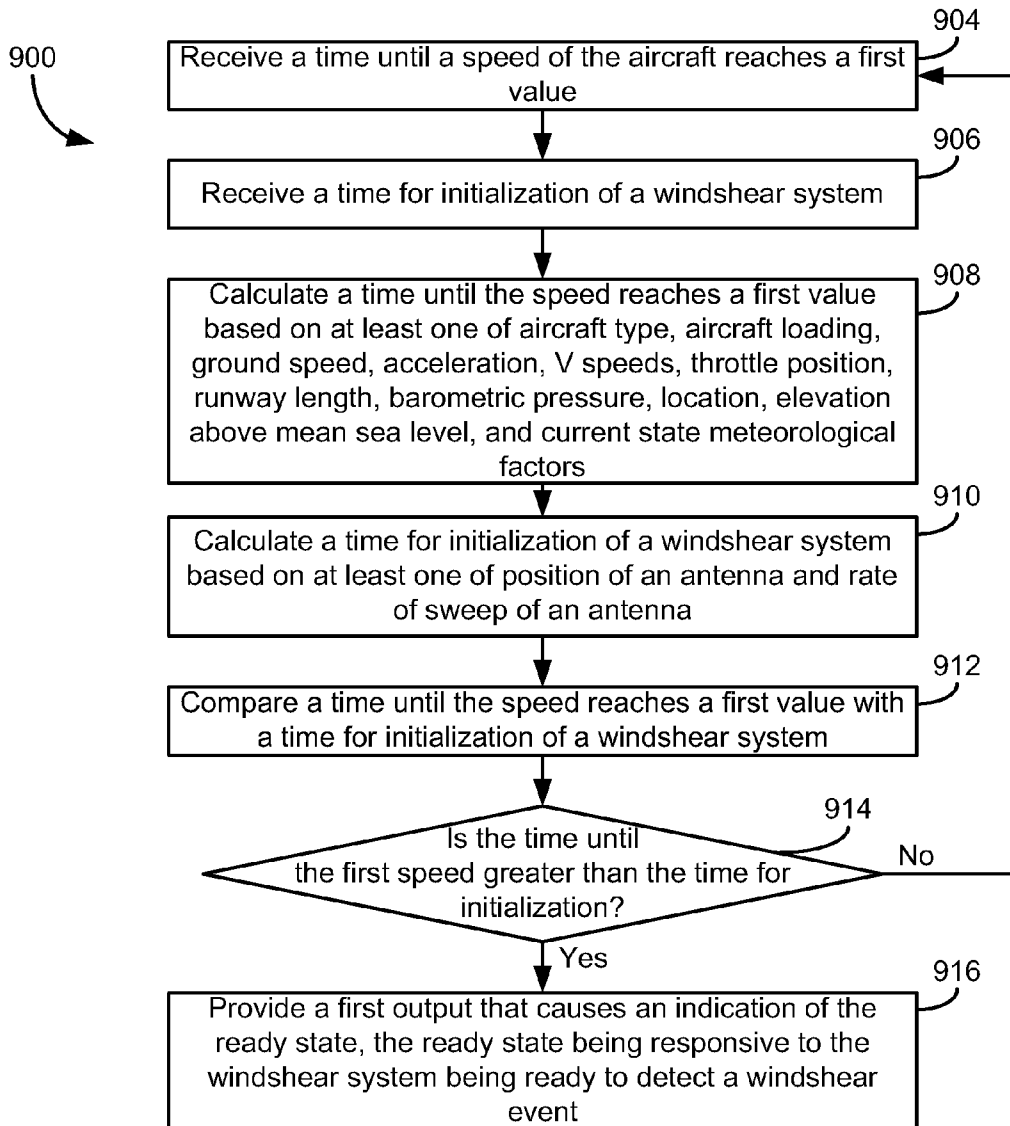 900
904
Receive a time until a speed of the aircraft reaches a first
value
906
Receive a time for initialization of a windshear system
908
Calculate a time until the speed reaches a first value
based on at least one of aircraft type, aircraft loading,
ground speed, acceleration, V speeds, throttle position,
runway length, barometric pressure, location, elevation
above mean sea level, and current state meteorological
factors
910
Calculate a time for initialization of a windshear system
based on at least one of position of an antenna and rate
of sweep of an antenna
912
Compare a time until the speed reaches a first value with
a time for initialization of a windshear system
914
Is the time until
the first speed greater than the time for
initialization?
No
Yes
916
Provide a first output that causes an indication of the
ready state, the ready state being responsive to the
windshear system being ready to detect a windshear
event